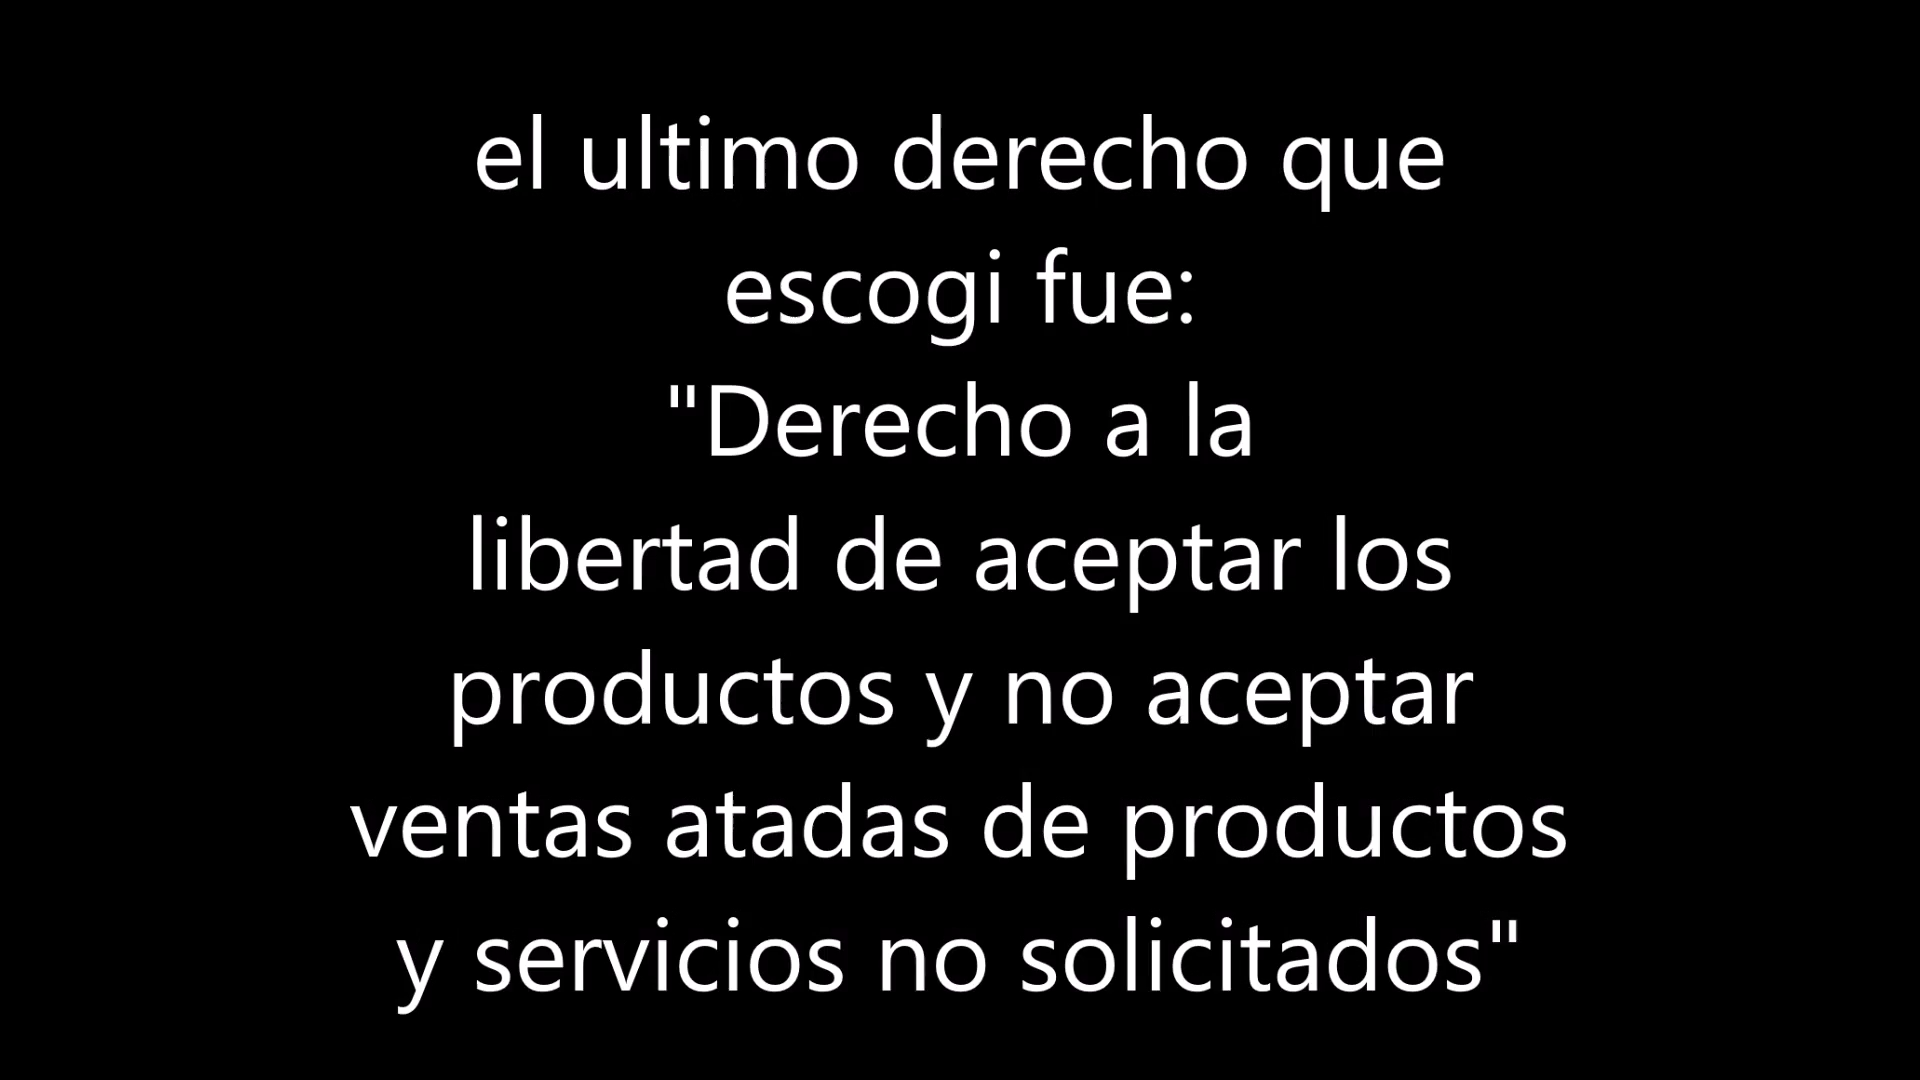 el ultimo derecho que
escogi fue:
"Derecho a la
libertad de aceptar los
productos y no aceptar
ventas atadas de productos
y servicios no solicitados"